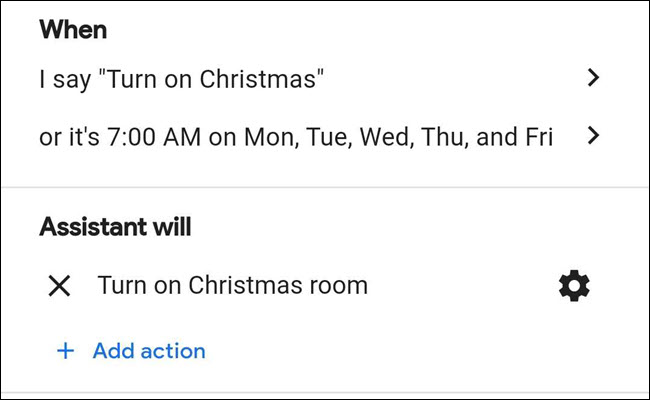 When
I say "Turn on Christmas"
or it's 7:00 AM on Mon, Tue, Wed, Thu, and Fri
Assistant will
Turn on Christmas room
+ Add action